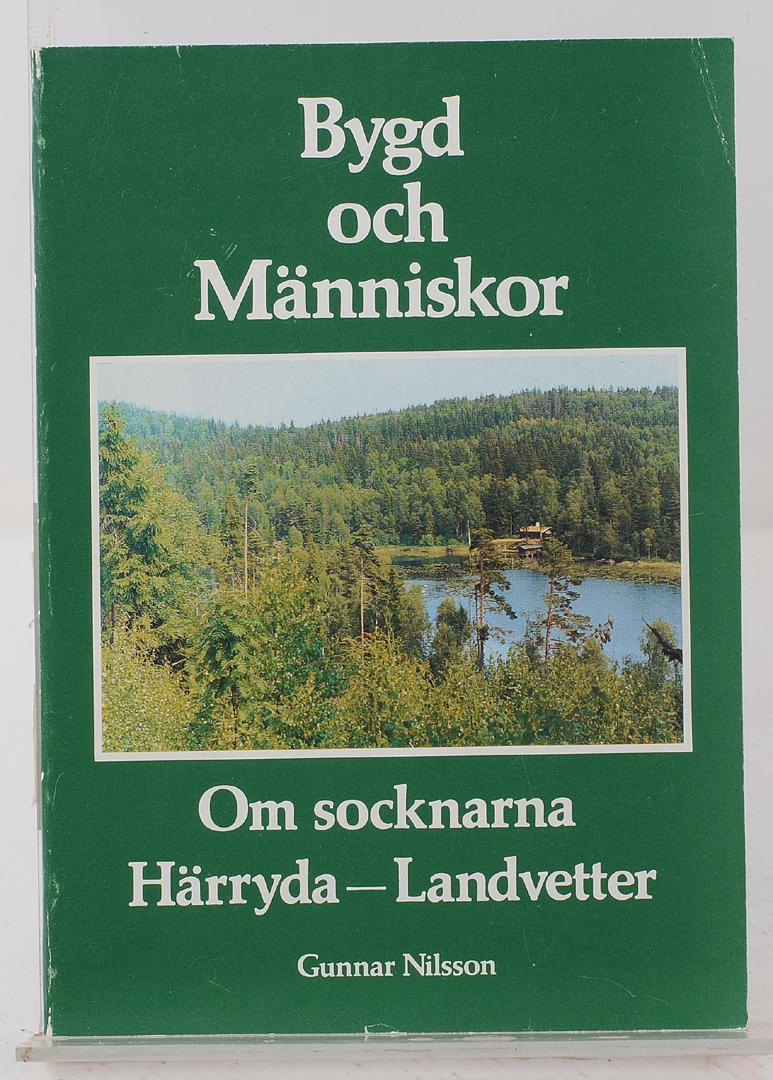 Bygd
och
Människor
Om socknarna
Härryda – Landvetter
Gunnar Nilsson